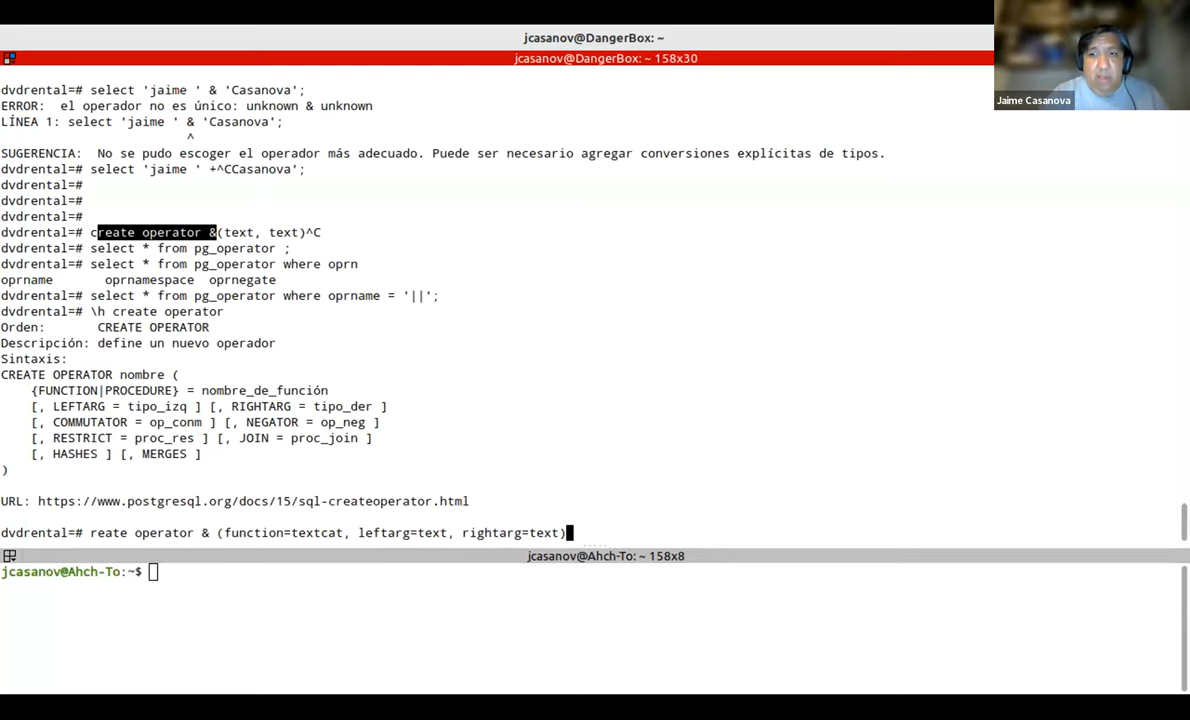 jcasanov@DangerBox: ~
jcasanov@DangerBox: ~ 158x30
dvdrental=# select 'jaime ' & 'Casanova';
ERROR:  el operador no es único: unknown & unknown
LÍNEA 1: select 'jaime ' & 'Casanova';
^
SUGERENCIA:  No se pudo escoger el operador más adecuado. Puede ser necesario agregar conversiones explícitas de tipos.
dvdrental=# select 'jaime ' +^CCasanova';
dvdrental=#
dvdrental=#
dvdrental=#
dvdrental=# create operator &(text, text)^C
dvdrental=# select * from pg_operator ;
dvdrental=# select * from pg_operator where oprn
oprname       oprnamespace  oprnegate
dvdrental=# select * from pg_operator where oprname = '||';
dvdrental=# \h create operator
Orden:       CREATE OPERATOR
Descripción: define un nuevo operador
Sintaxis:
CREATE OPERATOR nombre (
    {FUNCTION|PROCEDURE} = nombre_de_función
    [, LEFTARG = tipo_izq ] [, RIGHTARG = tipo_der ]
    [, COMMUTATOR = op_conm ] [, NEGATOR = op_neg ]
    [, RESTRICT = proc_res ] [, JOIN = proc_join ]
    [, HASHES ] [, MERGES ]
)
URL: https://www.postgresql.org/docs/15/sql-createoperator.html
dvdrental=# reate operator & (function=textcat, leftarg=text, rightarg=text)
jcasanov@Ahch-To: ~ 158x8
jcasanov@Ahch-To:~$
Jaime Casanova